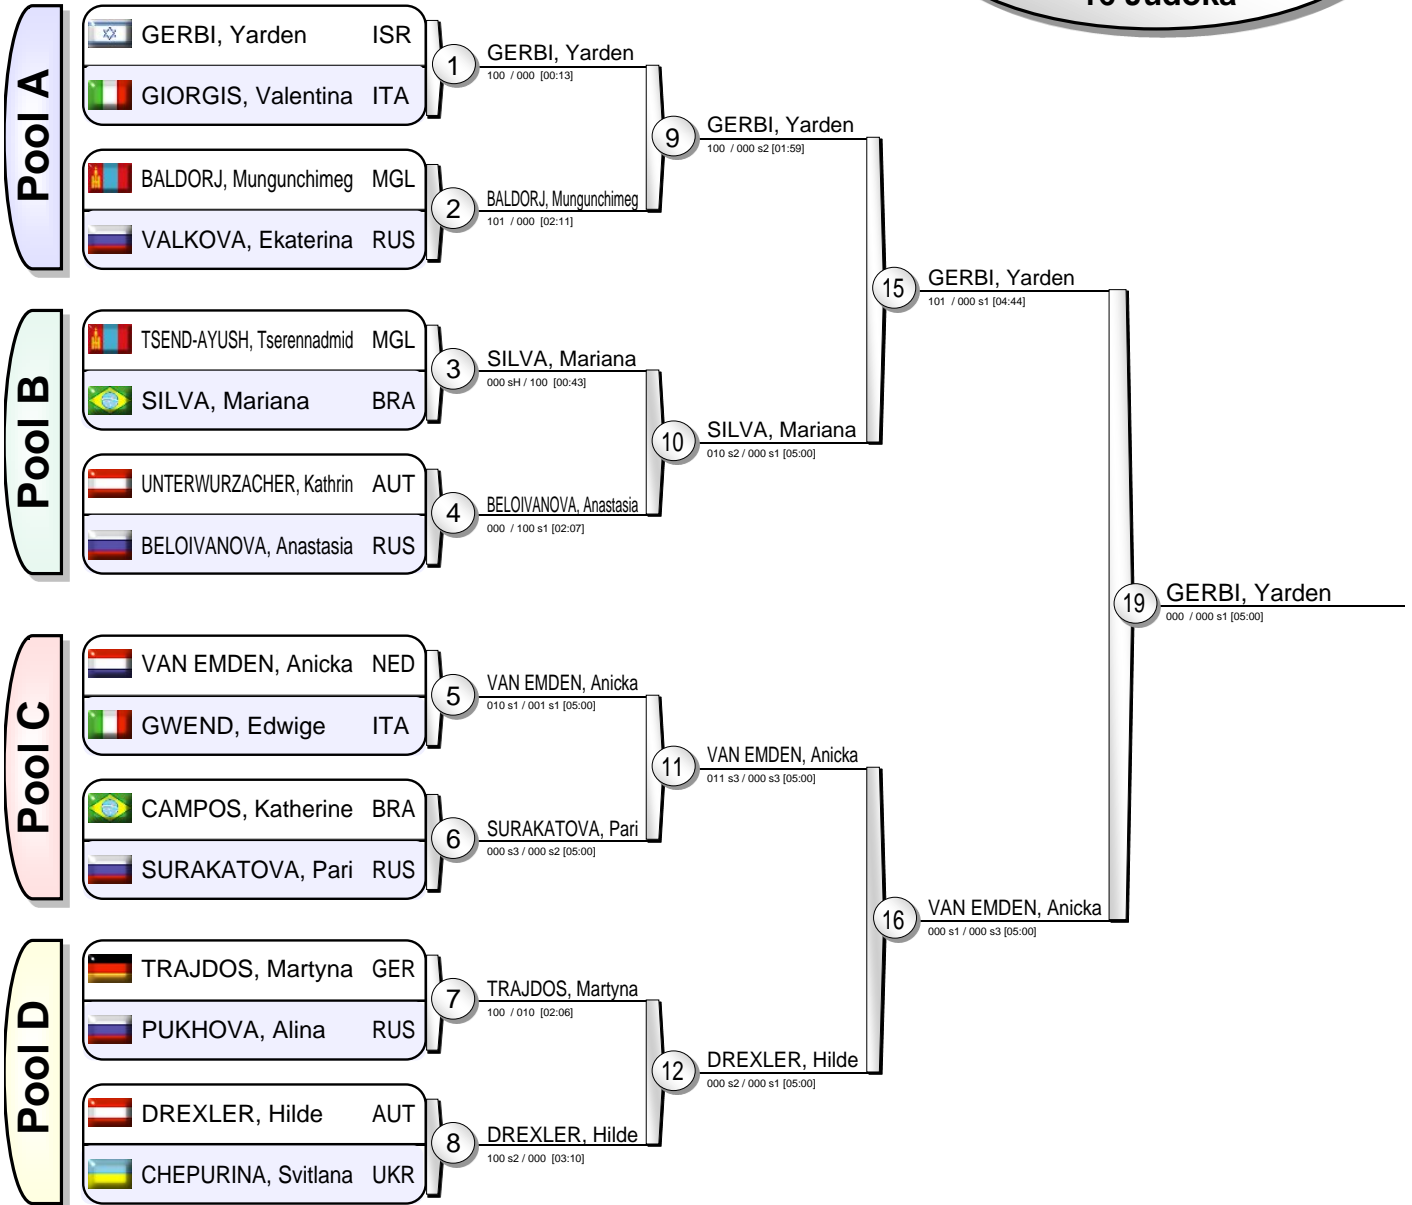 16 Judoka
Pool A
GERBI, Yarden ISR
GIORGIS, Valentina ITA
BALDORJ, Mungunchimeg MGL
VALKOVA, Ekaterina RUS
Pool B
TSEND-AYUSH, Tserennadmid MGL
SILVA, Mariana BRA
UNTERWURZACHER, Kathrin AUT
BELOIVANOVA, Anastasia RUS
Pool C
VAN EMDEN, Anicka NED
GWEND, Edwige ITA
CAMPOS, Katherine BRA
SURAKATOVA, Pari RUS
Pool D
TRAJDOS, Martyna GER
PUKHOVA, Alina RUS
DREXLER, Hilde AUT
CHEPURINA, Svitlana UKR
1 GERBI, Yarden
100 / 000 [00:13]
2 BALDORJ, Mungunchimeg
101 / 000 [02:11]
3 SILVA, Mariana
000 sH / 100 [00:43]
4 BELOIVANOVA, Anastasia
000 / 100 s1 [02:07]
5 VAN EMDEN, Anicka
010 s1 / 001 s1 [05:00]
6 SURAKATOVA, Pari
000 s3 / 000 s2 [05:00]
7 TRAJDOS, Martyna
100 / 010 [02:06]
8 DREXLER, Hilde
100 s2 / 000 [03:10]
9 GERBI, Yarden
100 / 000 s2 [01:59]
10 SILVA, Mariana
010 s2 / 000 s1 [05:00]
11 VAN EMDEN, Anicka
011 s3 / 000 s3 [05:00]
12 DREXLER, Hilde
000 s2 / 000 s1 [05:00]
15 GERBI, Yarden
101 / 000 s1 [04:44]
16 VAN EMDEN, Anicka
000 s1 / 000 s3 [05:00]
19 GERBI, Yarden
000 / 000 s1 [05:00]